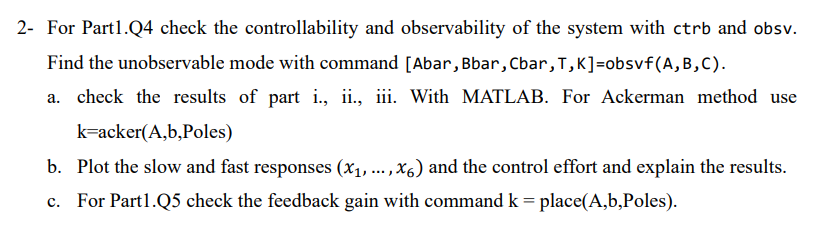 2- For Part1.Q4 check the controllability and observability of the system with ctrb and obsv.
Find the unobservable mode with command [Abar,Bbar,Cbar,T,K]=obsvf(A,B,C).
a. check the results of part i., ii., iii. With MATLAB. For Ackerman method use
k=acker(A,b,Poles)
b. Plot the slow and fast responses (x₁, … , x₆) and the control effort and explain the results.
c. For Part1.Q5 check the feedback gain with command k = place(A,b,Poles).